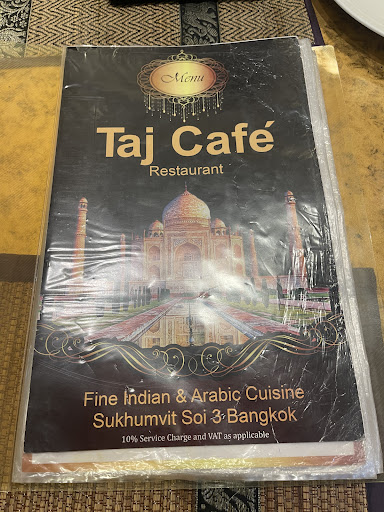 Menu
Taj Café
Restaurant
Fine Indian & Arabic Cuisine
Sukhumvit Soi 3 Bangkok
10% Service Charge and VAT as applicable